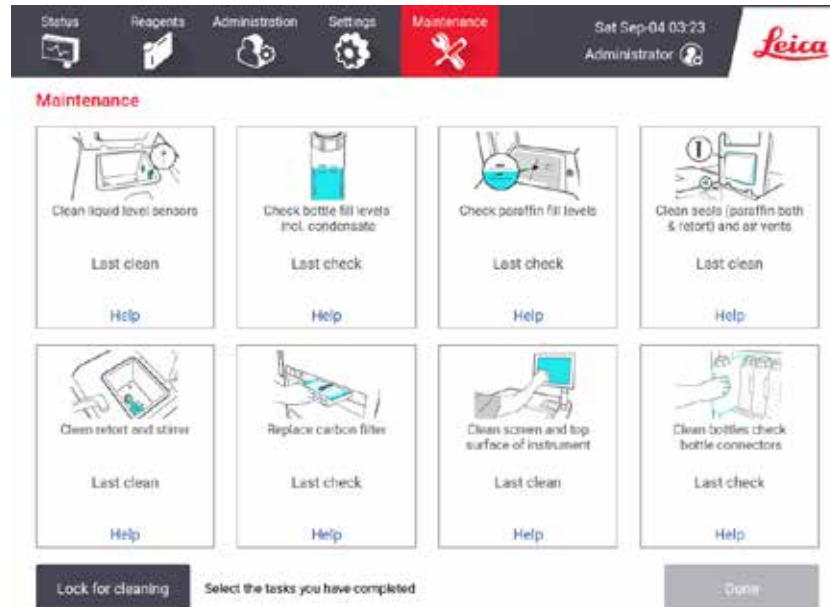 Status Reagents Administration Settings Maintenance Sat Sep-04 03:23
Administrator
Leica
Maintenance
Clean liquid level sensors
Last clean
Help
Check bottle fill levels
incl. condensate
Last check
Help
Check paraffin fill levels
Last check
Help
Clean seals (paraffin bath
& retort) and air vents
Last clean
Help
Clean retort and stirrer
Last clean
Help
Replace carbon filter
Last check
Help
Clean screen and top
surface of instrument
Last clean
Help
Clean bottles check
bottle connectors
Last check
Help
Lock for cleaning Select the tasks you have completed Done